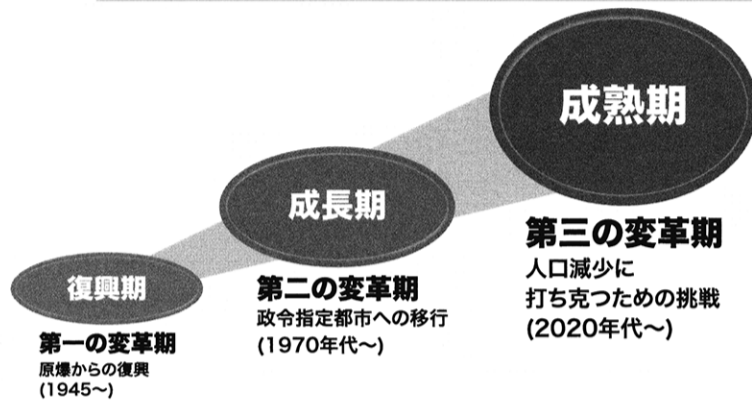 復興期
第一の変革期
原爆からの復興
(1945~)
成長期
第二の変革期
政令指定都市への移行
(1970年代~)
成熟期
第三の変革期
人口減少に
打ち克つための挑戦
(2020年代~)